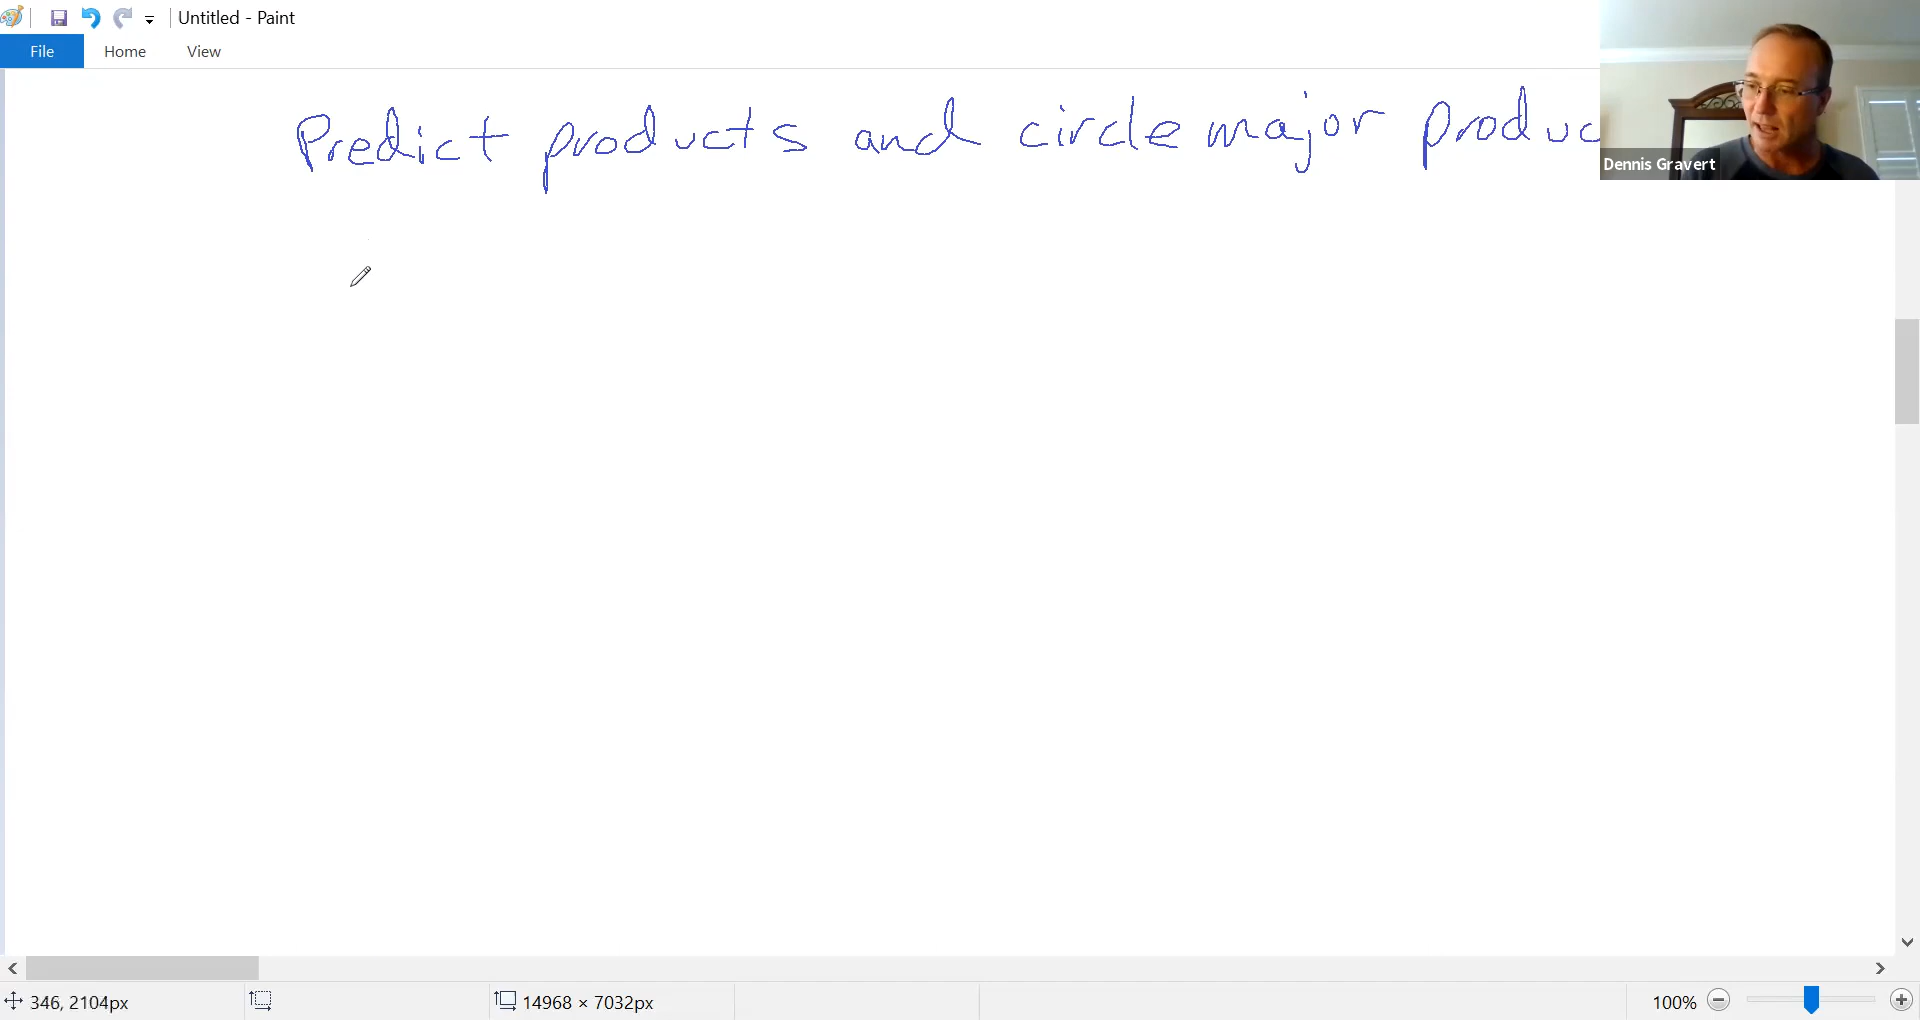 Untitled - Paint
File Home View
Predict products and circle major produc
Dennis Gravert
346, 2104px
14968 × 7032px
100%